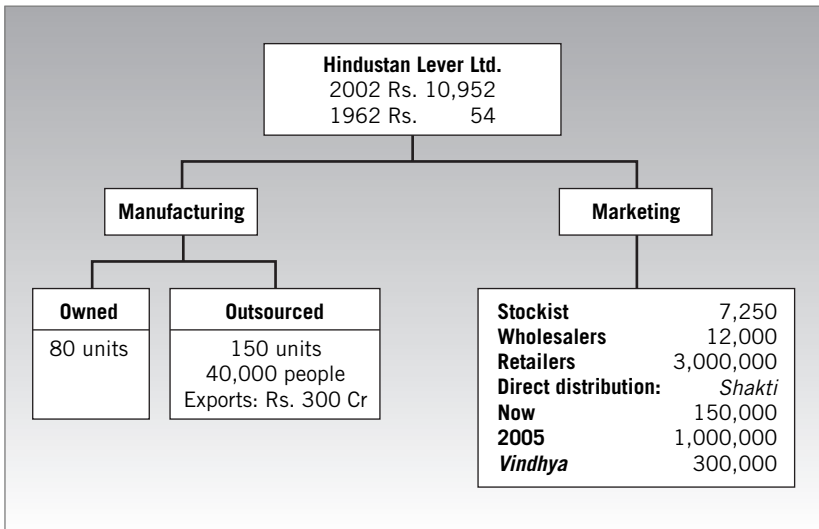 Hindustan Lever Ltd.
2002 Rs. 10,952
1962 Rs. 54
Manufacturing
Marketing
Owned
80 units
Outsourced
150 units
40,000 people
Exports: Rs. 300 Cr
Stockist 7,250
Wholesalers 12,000
Retailers 3,000,000
Direct distribution: Shakti
Now 150,000
2005 1,000,000
Vindhya 300,000